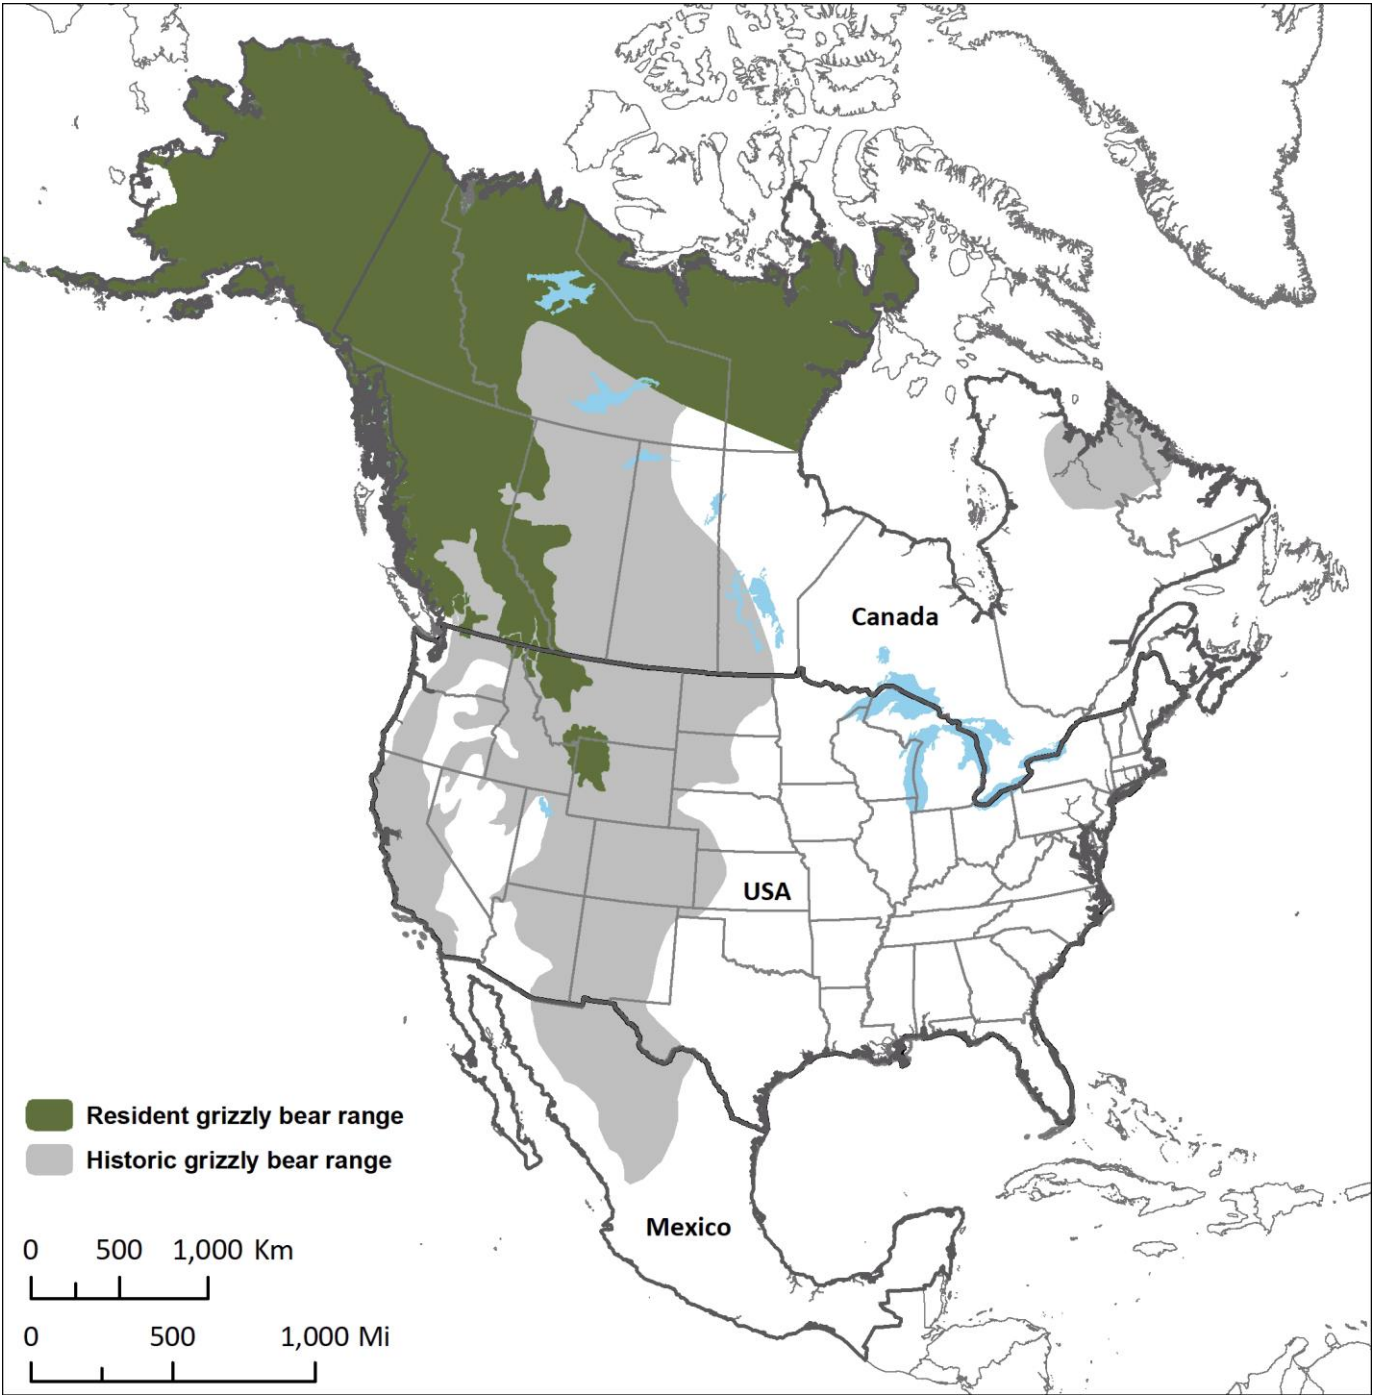 Canada
USA
Resident grizzly bear range
Historic grizzly bear range
Mexico
0 500 1,000 Km
0 500 1,000 Mi